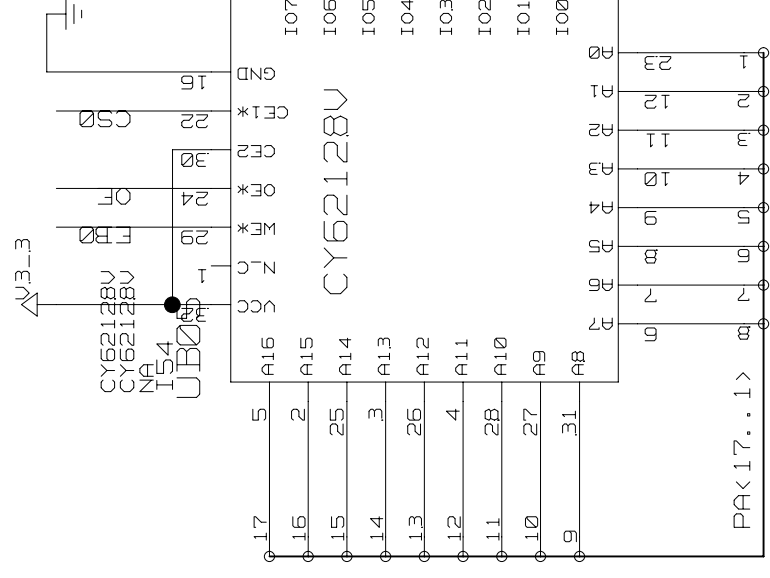 IO7
IO6
IO5
IO4
IO3
IO2
IO1
IO0
GND
16
CE1*
22
CS0
CE2
30
OE*
24
OE
WE*
29
EB0
N_C
1
VCC
32
V3_3
CY62128V
CY62128V
CY62128V
NA
I54
UB05
A0
23
1
A1
12
2
A2
11
3
A3
10
4
A4
9
5
A5
8
6
A6
7
7
A7
6
8
A16
A15
A14
A13
A12
A11
A10
A9
A8
5
2
25
3
26
4
28
27
31
17
16
15
14
13
12
11
10
9
PA<17..1>